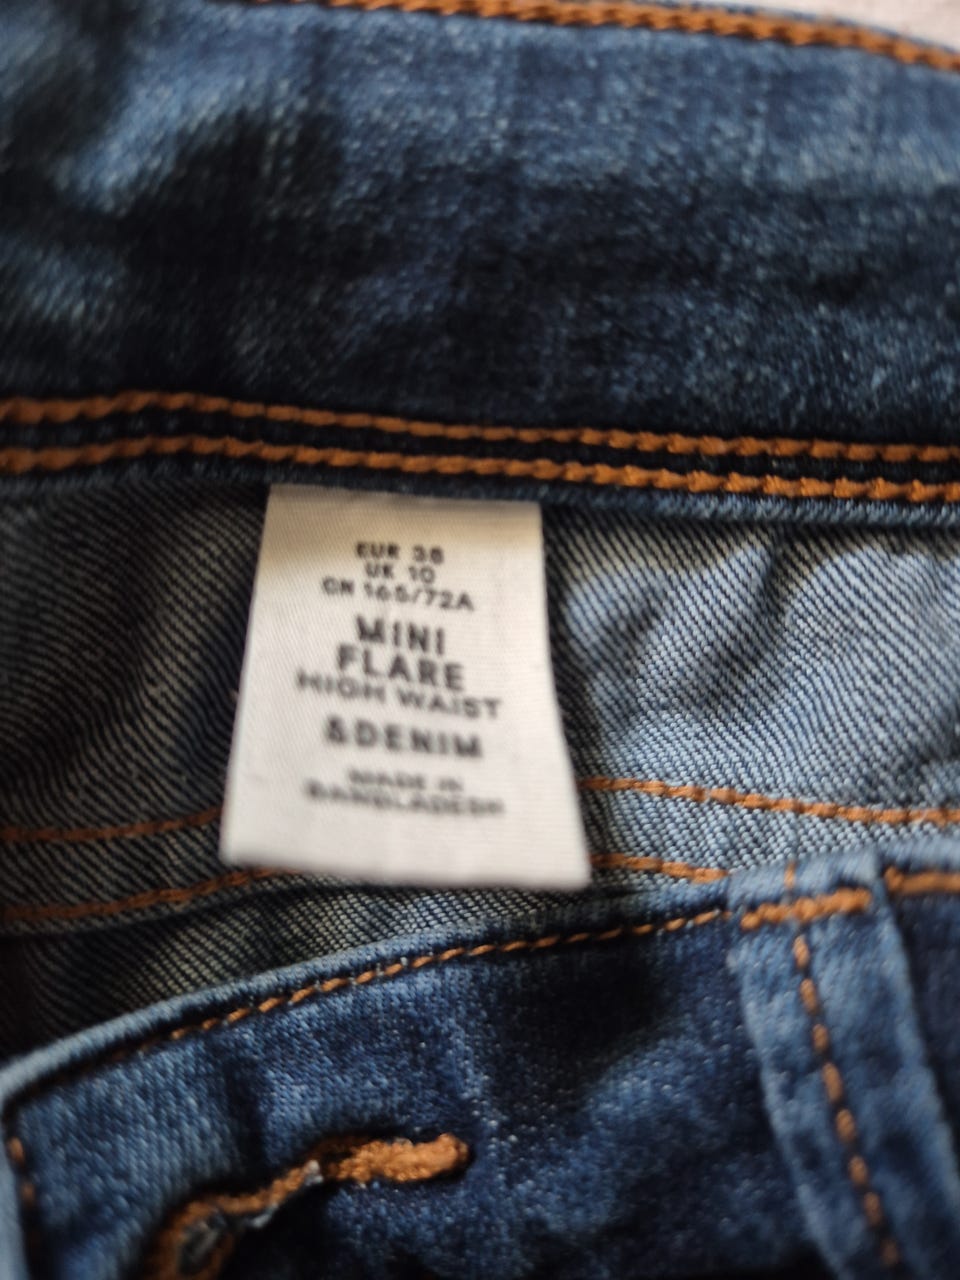 EUR 38
UK 10
CN 165/72A
MINI
FLARE
HIGH WAIST
&DENIM
MADE IN
BANGLADESH